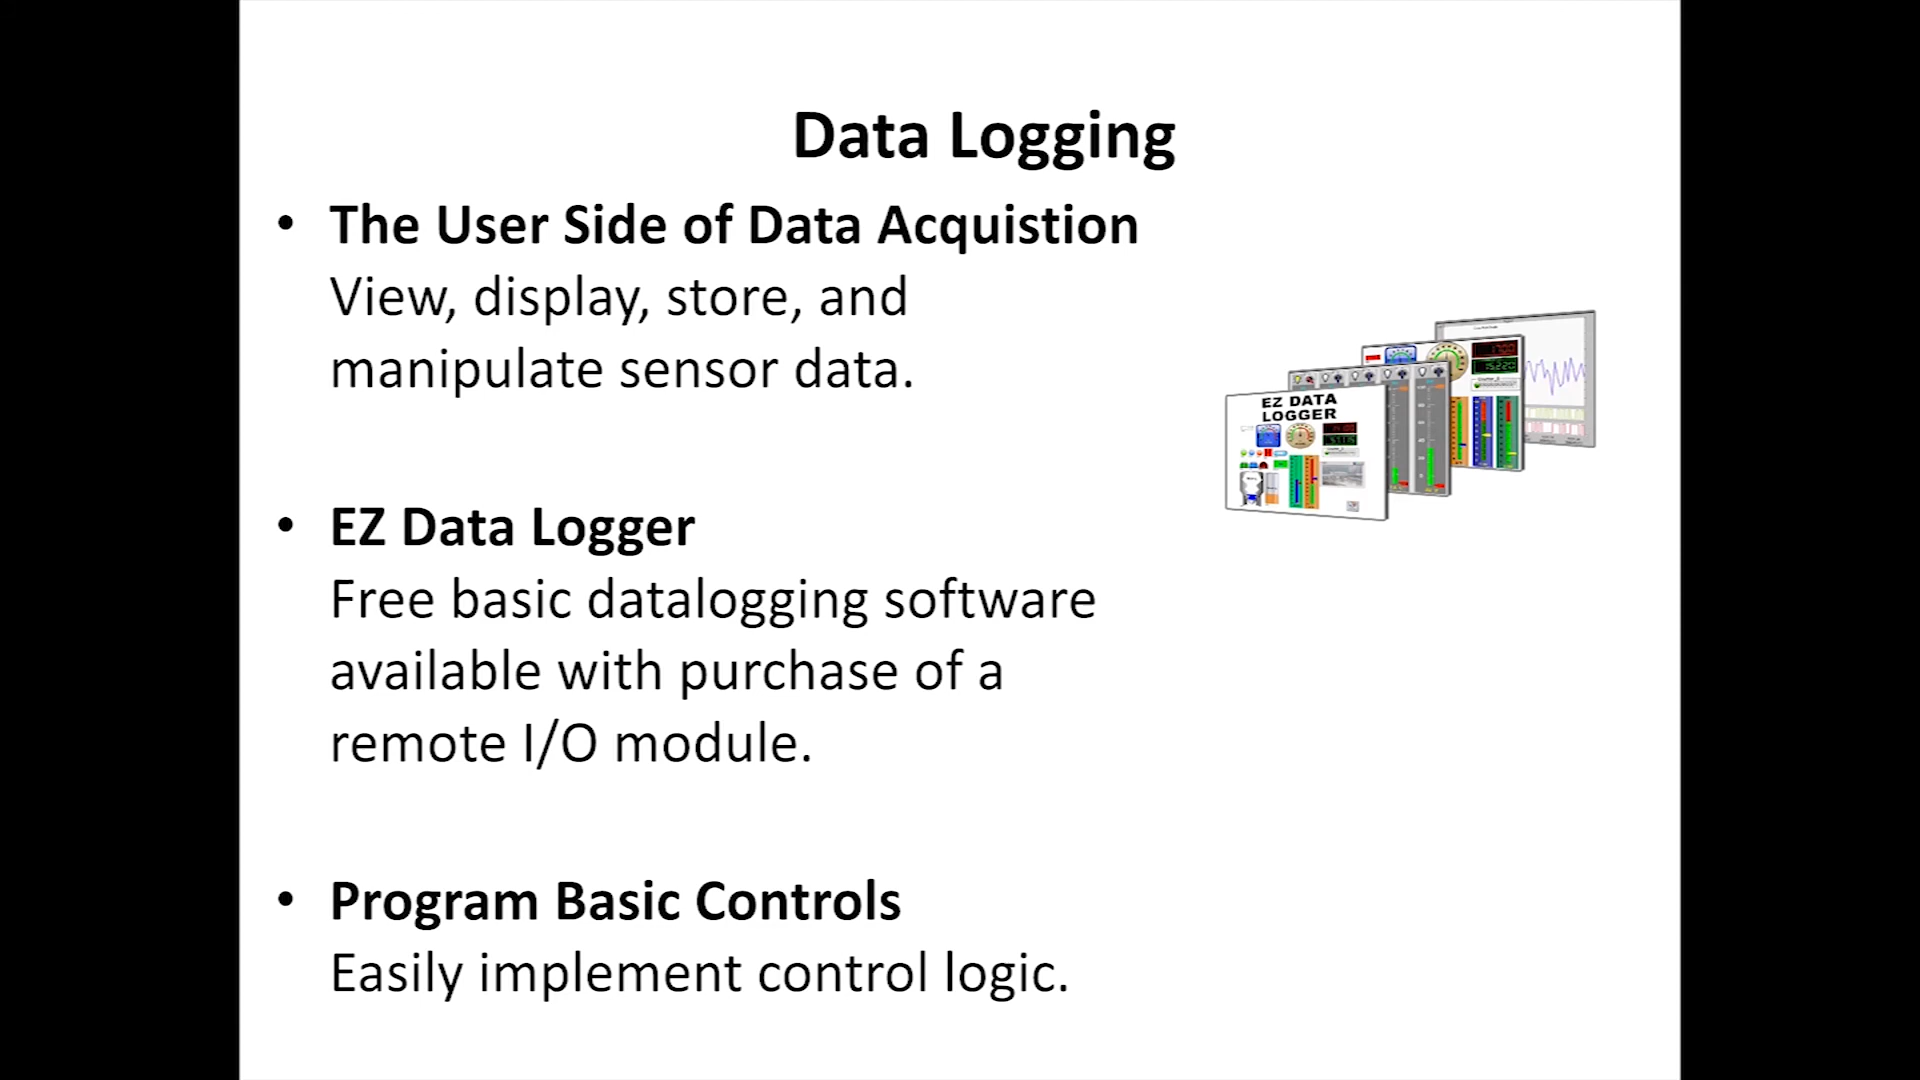 Data Logging
• The User Side of Data Acquistion
View, display, store, and
manipulate sensor data.
EZ DATA
LOGGER
• EZ Data Logger
Free basic datalogging software
available with purchase of a
remote I/O module.
• Program Basic Controls
Easily implement control logic.